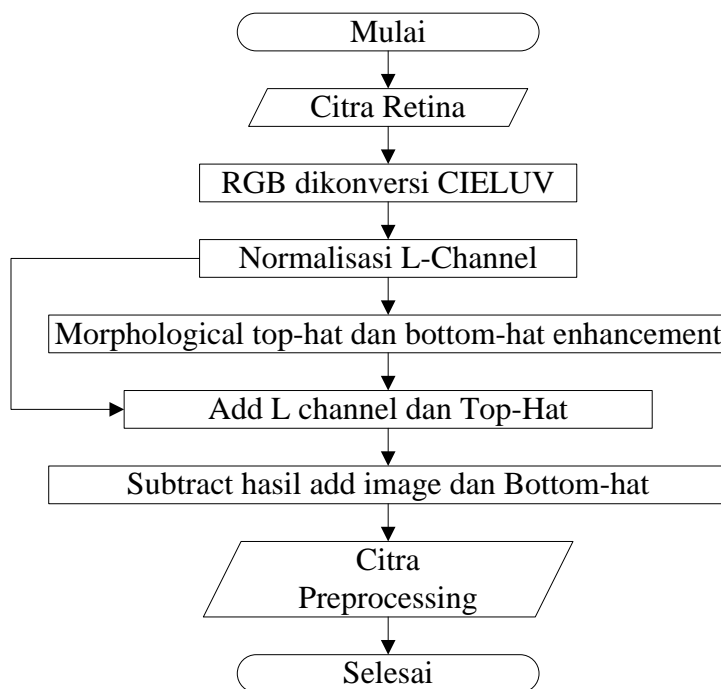 Mulai
Citra Retina
RGB dikonversi CIELUV
Normalisasi L-Channel
Morphological top-hat dan bottom-hat enhancement
Add L channel dan Top-Hat
Subtract hasil add image dan Bottom-hat
Citra
Preprocessing
Selesai